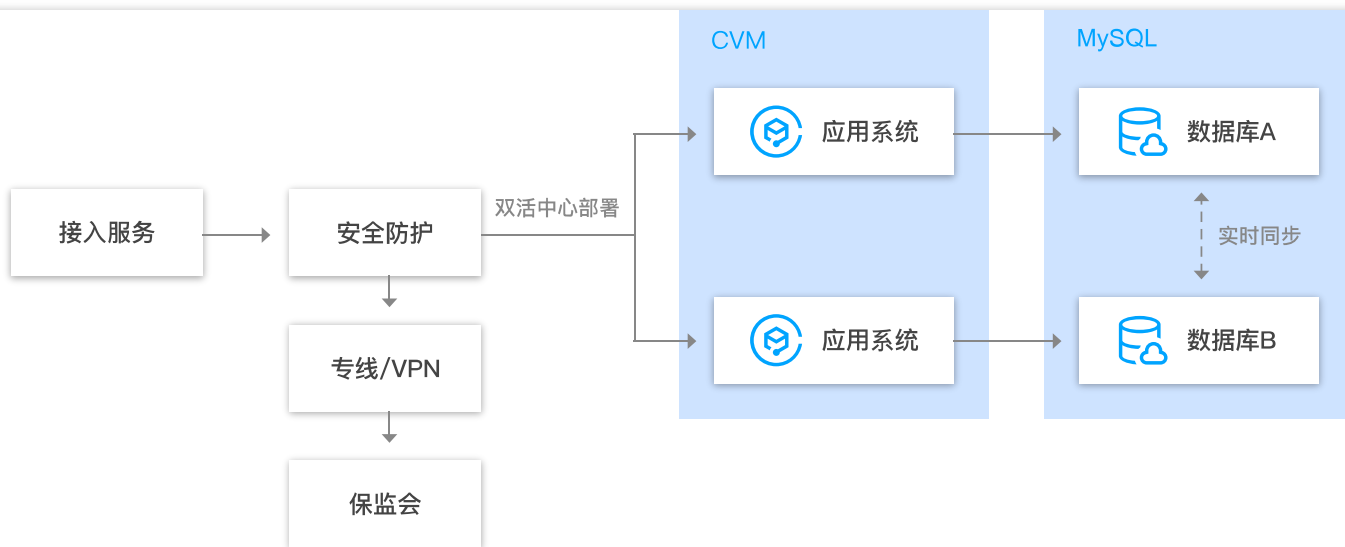 CVM
MySQL
应用系统
数据库A
接入服务
安全防护
双活中心部署
实时同步
应用系统
数据库B
专线/VPN
保监会